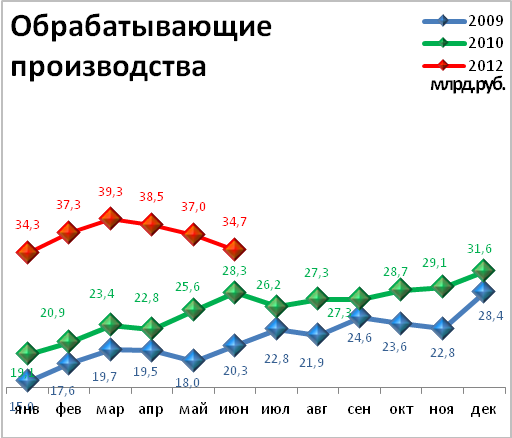 Обрабатывающие
производства
2009
2010
2012
млрд.руб.
34,3 37,3 39,3 38,5 37,0 34,7
20,9 23,4 22,8 25,6 28,3 26,2 27,3 27,3 28,7 29,1 31,6
17,6 19,7 19,5 18,0 20,3 22,8 21,9 24,6 23,6 22,8 28,4
янв фев мар апр май июн июл авг сен окт ноя дек